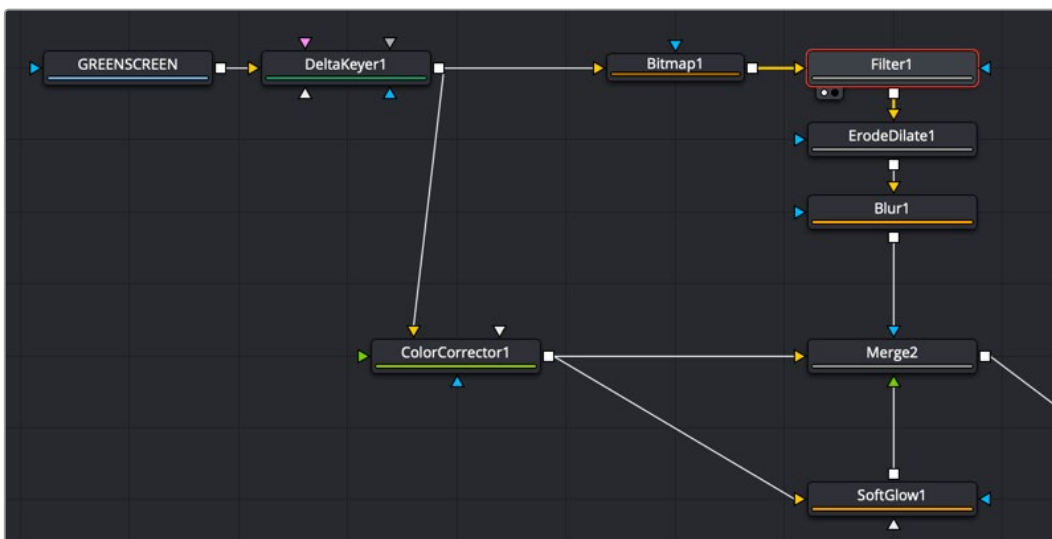 GREENSCREEN
DeltaKeyer1
Bitmap1
Filter1
ErodeDilate1
Blur1
ColorCorrector1
Merge2
SoftGlow1